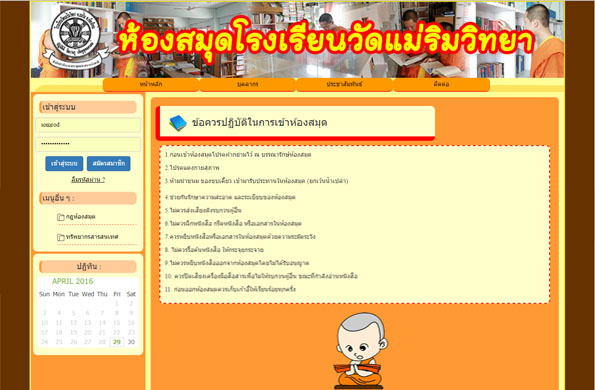 ห้องสมุดโรงเรียนวัดแม่ริมวิทยา
หน้าหลัก
บุคลากร
ประชาสัมพันธ์
ติดต่อ
เข้าสู่ระบบ
somrod
เข้าสู่ระบบ
สมัครสมาชิก
ลืมรหัสผ่าน ?
เมนูอื่น ๆ :
กฎห้องสมุด
ทรัพยากรสารสนเทศ
ปฏิทิน :
APRIL 2016
Sun Mon Tue Wed Thu Fri Sat
1 2
3 4 5 6 7 8 9
10 11 12 13 14 15 16
17 18 19 20 21 22 23
24 25 26 27 28 29 30
ข้อควรปฏิบัติในการเข้าห้องสมุด
1.ก่อนเข้าห้องสมุดโปรดฝากย่ามไว้ ณ บรรณารักษ์ห้องสมุด
2.โปรดแต่งกายสุภาพ
3.ห้ามนำขนม ของขบเคี้ยว เข้ามารับประทานในห้องสมุด (ยกเว้นน้ำเปล่า)
4.ช่วยกันรักษาความสะอาด และระเบียบของห้องสมุด
5.ไม่ควรส่งเสียงดังรบกวนผู้อื่น
6.ไม่ควรฉีกหนังสือ กรีดหนังสือ หรือเอกสารในห้องสมุด
7.ควรหยิบหนังสือหรือเอกสารในห้องสมุดด้วยความระมัดระวัง
8. ไม่ควรรื้อค้นหนังสือ ให้กระจุยกระจาย
9.ไม่ควรหยิบหนังสือออกจากห้องสมุดโดยไม่ได้รับอนุญาต
10. ควรปิดเสียงเครื่องมือสื่อสารเพื่อไม่ให้รบกวนผู้อื่น ขณะที่กำลังอ่านหนังสือ
11. ก่อนออกห้องสมุดควรเก็บเก้าอี้ให้เรียบร้อยทุกครั้ง